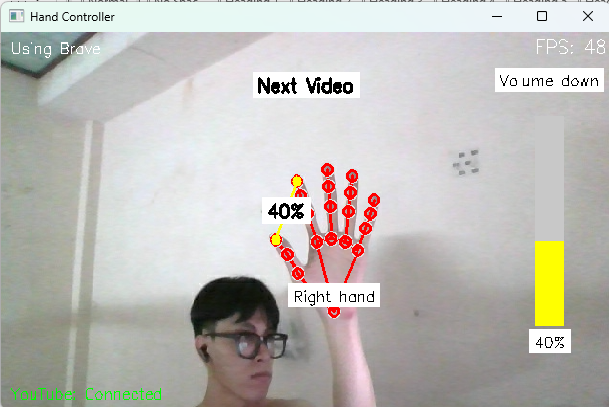 Hand Controller
Using Brave
FPS: 48
Next Video
Volume down
40%
Right hand
40%
YouTube: Connected